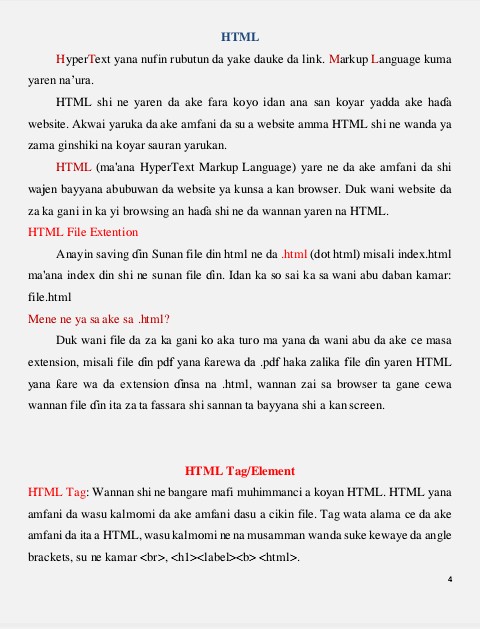 HTML
HyperText yana nufin rubutun da yake dauke da link. Markup Language kuma
yaren na'ura.
HTML shi ne yaren da ake fara koyo idan ana san koyar yadda ake haɗa
website. Akwai yaruka da ake amfani da su a website amma HTML shi ne wanda ya
zama ginshiki na koyar sauran yarukan.
HTML (ma'ana HyperText Markup Language) yare ne da ake amfani da shi
wajen bayyana abubuwan da website ya kunsa a kan browser. Duk wani website da
za ka gani in ka yi browsing an haɗa shi ne da wannan yaren na HTML.
HTML File Extention
Anayin saving ɗin Sunan file din html ne da .html (dot html) misali index.html
ma'ana index din shi ne sunan file ɗin. Idan ka so sai ka sa wani abu daban kamar:
file.html
Mene ne ya sa ake sa .html?
Duk wani file da za ka gani ko aka turo ma yana da wani abu da ake ce masa
extension, misali file ɗin pdf yana ƙarewa da .pdf haka zalika file ɗin yaren HTML
yana ƙare wa da extension ɗinsa na .html, wannan zai sa browser ta gane cewa
wannan file ɗin ita za ta fassara shi sannan ta bayyana shi a kan screen.
HTML Tag/Element
HTML Tag: Wannan shi ne bangare mafi muhimmanci a koyan HTML. HTML yana
amfani da wasu kalmomi da ake amfani dasu a cikin file. Tag wata alama ce da ake
amfani da ita a HTML, wasu kalmomi ne na musamman wanda suke kewaye da angle
brackets, su ne kamar <br>, <h1><label><b> <html>.
4